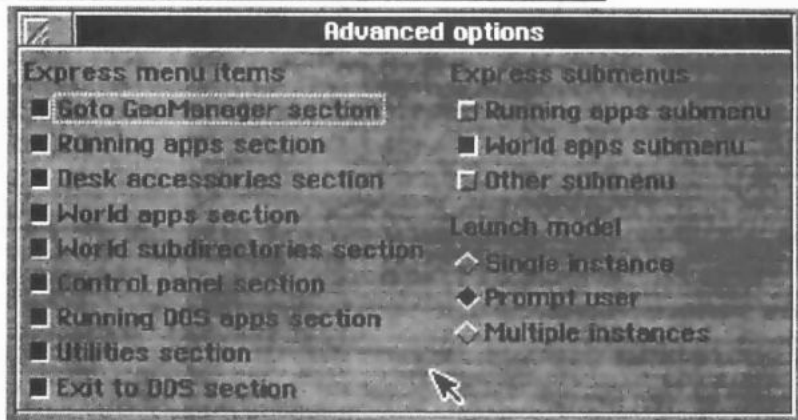 Advanced options
Express menu items
Goto GeoManager section
Running apps section
Desk accessories section
World apps section
World subdirectories section
Control panel section
Running DOS apps section
Utilities section
Exit to DOS section
Express submenus
Running apps submenu
World apps submenu
Other submenu
Launch model
Single instance
Prompt user
Multiple instances